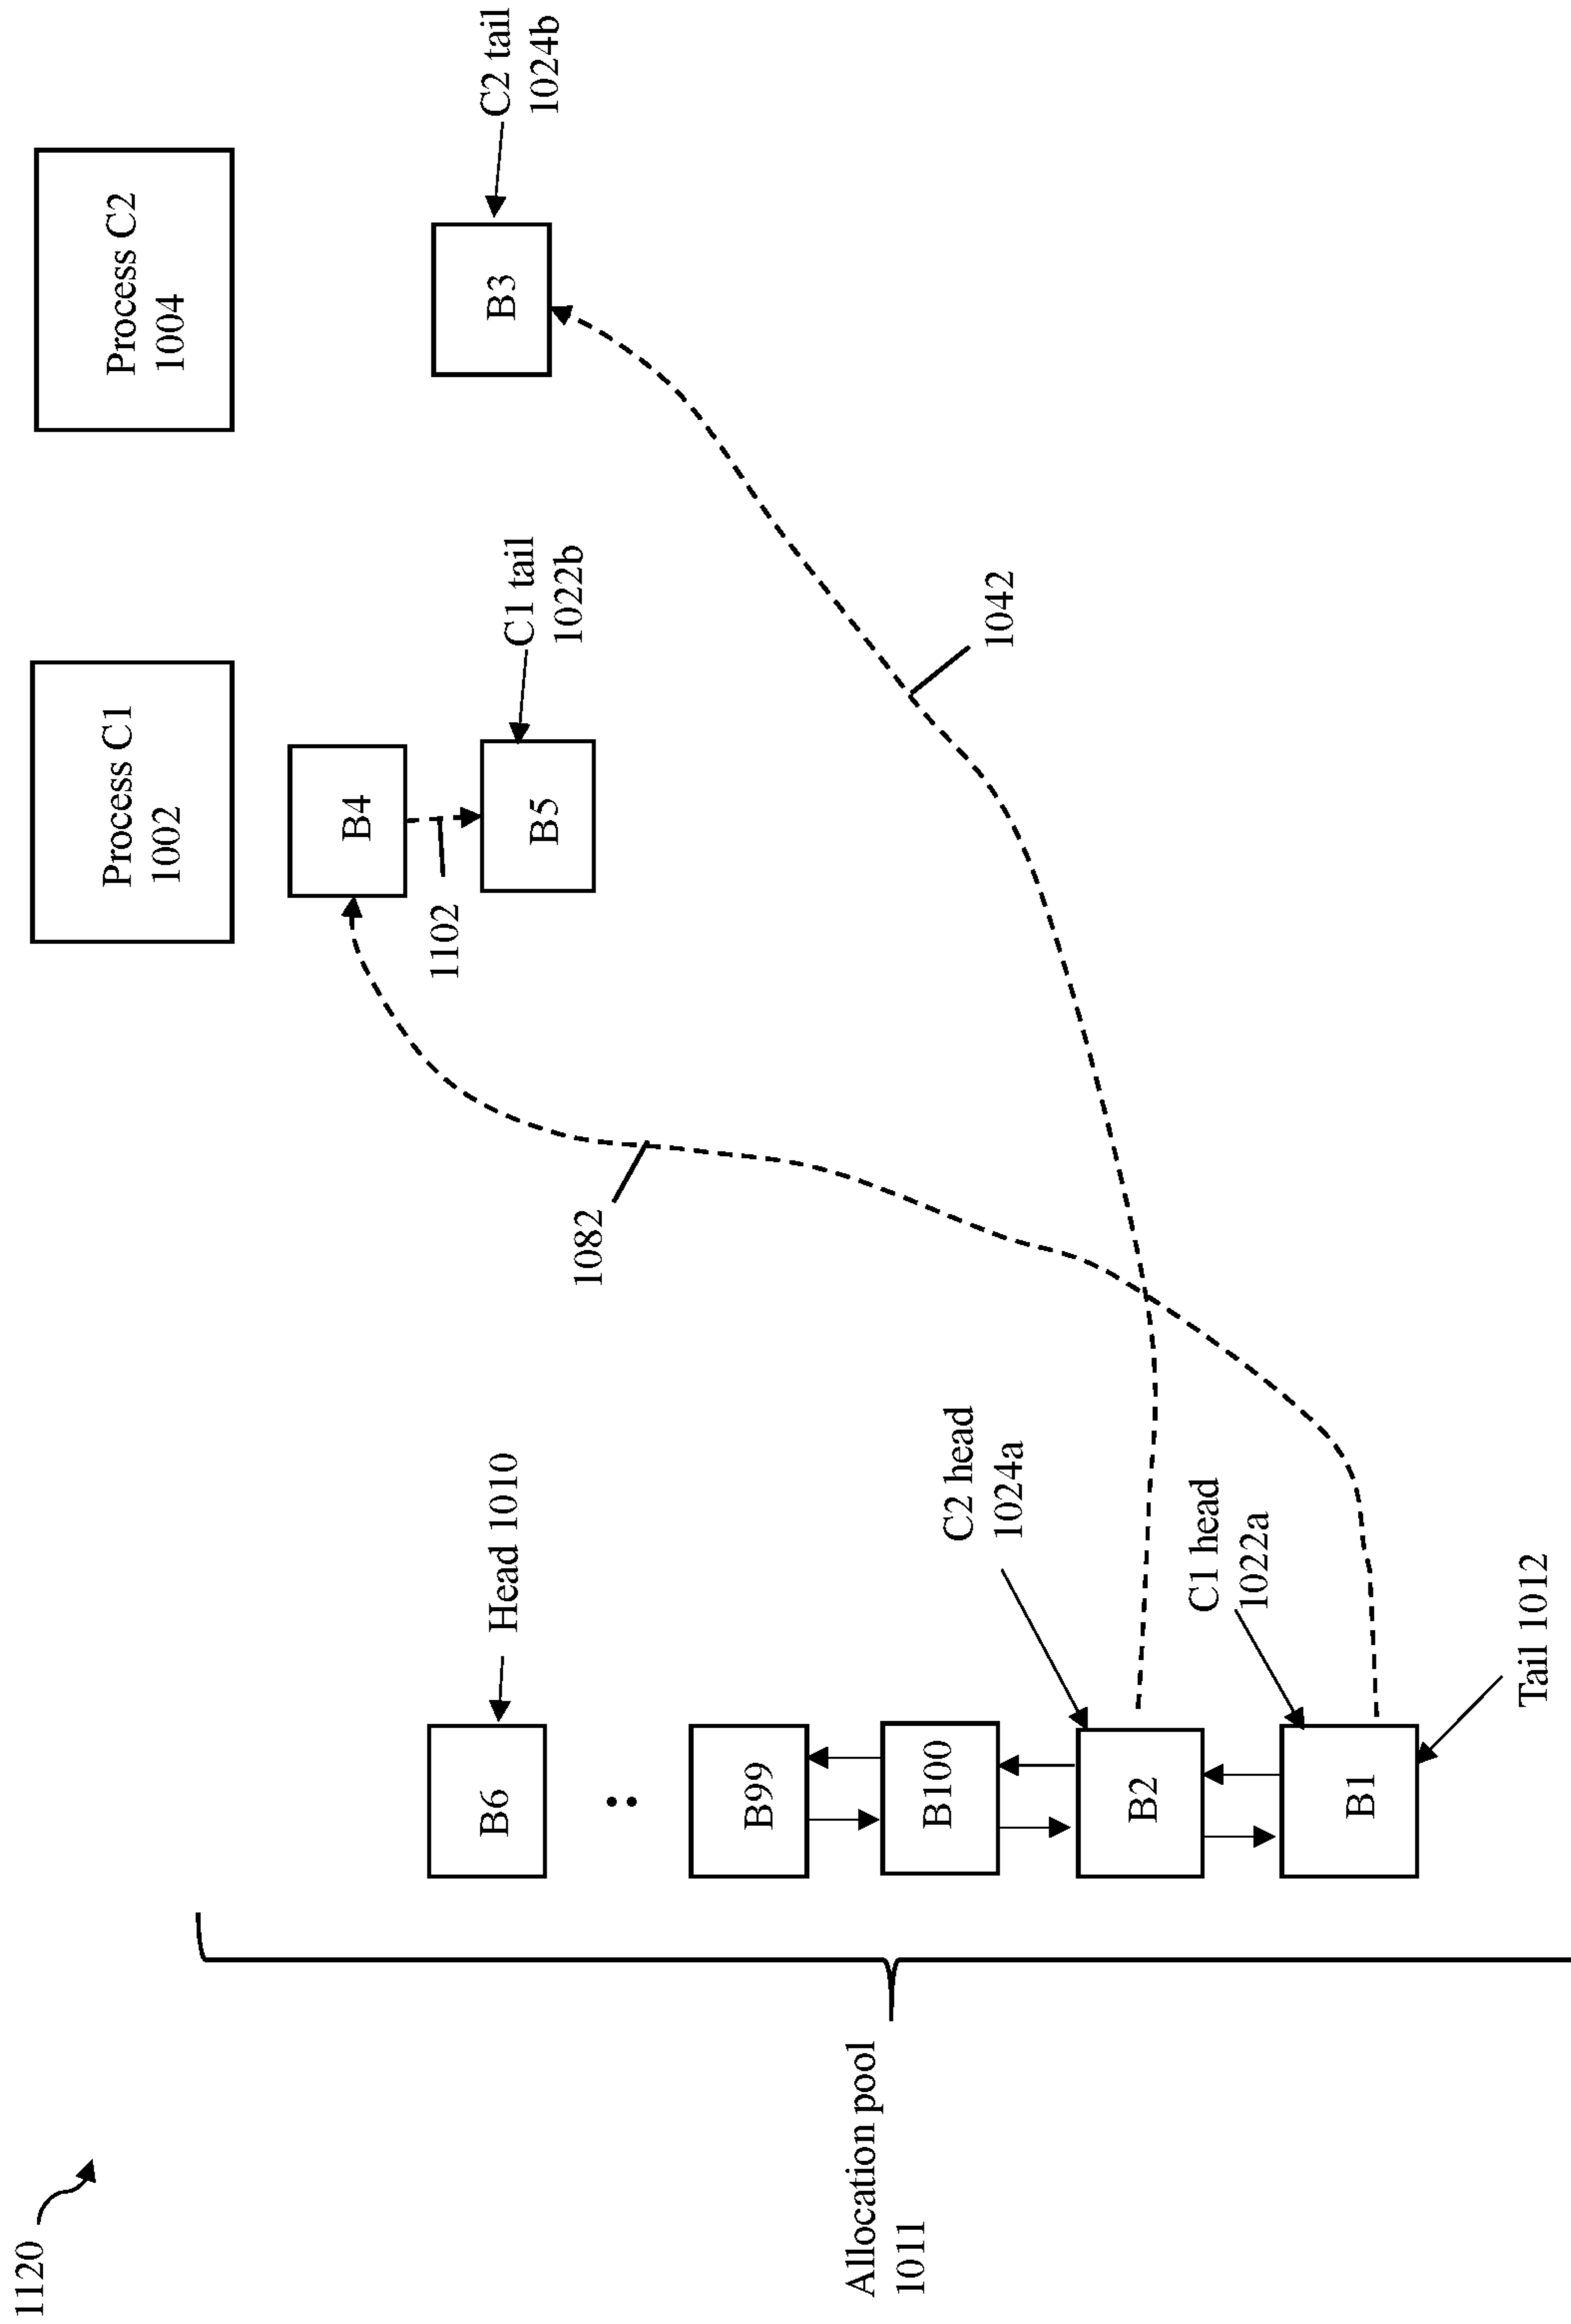 1120
Process C1
1002
Process C2
1004
B4
1102
B5
C1 tail
1022b
B3
C2 tail
1024b
B6
Head 1010
1082
B99
B100
Allocation pool
1011
C2 head
1024a
1042
B2
C1 head
1022a
B1
Tail 1012